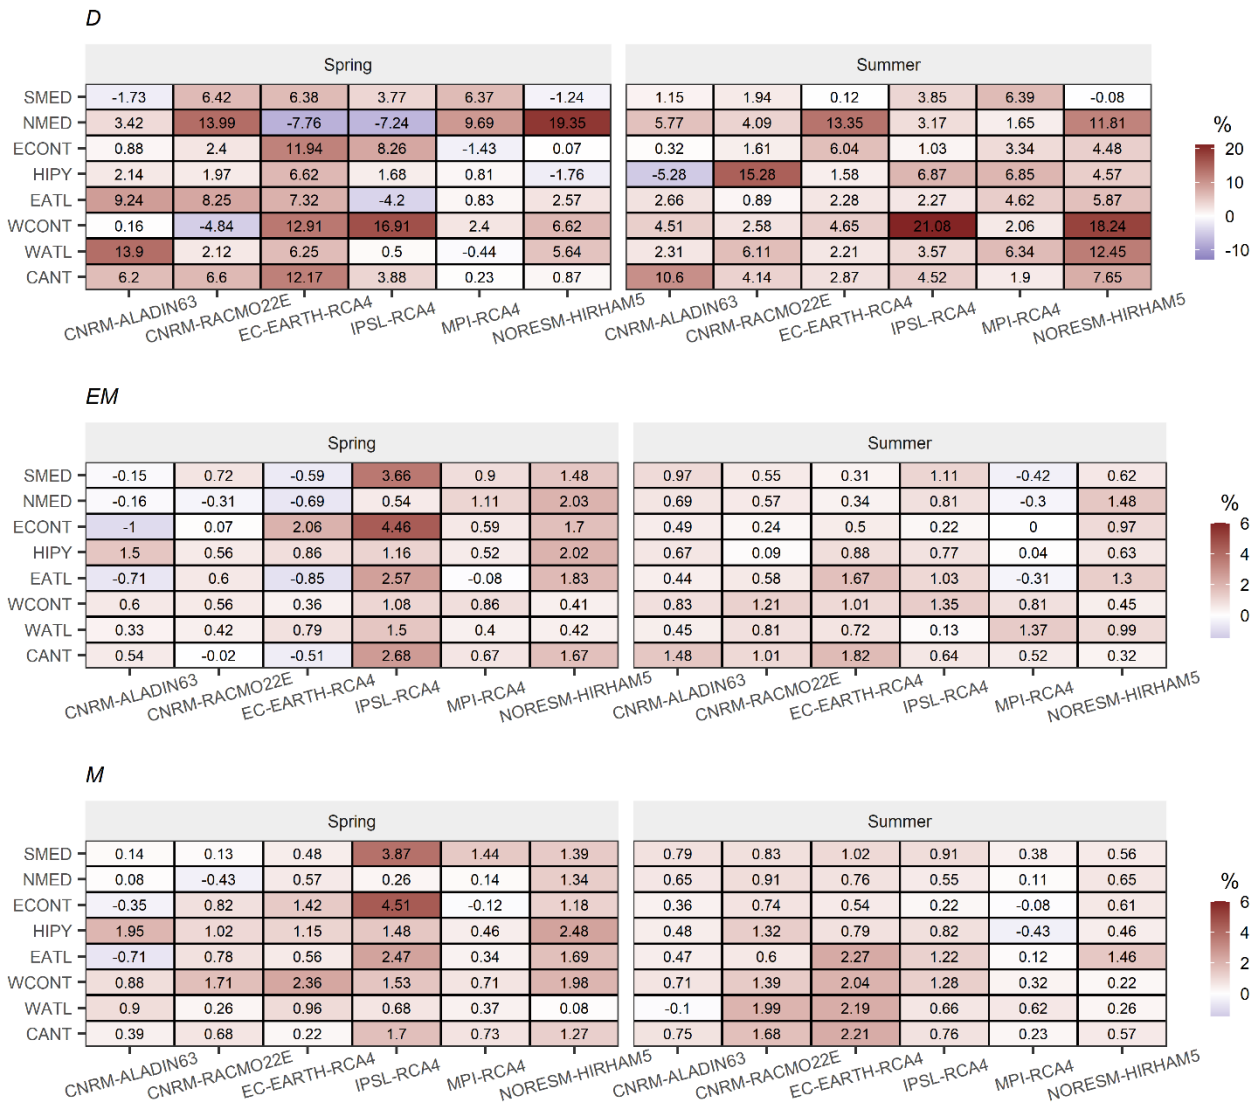 D
Spring Summer
SMED -1.73 6.42 6.38 3.77 6.37 -1.24 1.15 1.94 0.12 3.85 6.39 -0.08
NMED 3.42 13.99 -7.76 -7.24 9.69 19.35 5.77 4.09 13.35 3.17 1.65 11.81
ECONT 0.88 2.4 11.94 8.26 -1.43 0.07 0.32 1.61 6.04 1.03 3.34 4.48
HIPY 2.14 1.97 6.62 1.68 0.81 -1.76 -5.28 15.28 1.58 6.87 6.85 4.57
EATL 9.24 8.25 7.32 -4.2 0.83 2.57 2.66 0.89 2.28 2.27 4.62 5.87
WCONT 0.16 -4.84 12.91 16.91 2.4 6.62 4.51 2.58 4.65 21.08 2.06 18.24
WATL 13.9 2.12 6.25 0.5 -0.44 5.64 2.31 6.11 2.21 3.57 6.34 12.45
CANT 6.2 6.6 12.17 3.88 0.23 0.87 10.6 4.14 2.87 4.52 1.9 7.65
CNRM-ALADIN63 CNRM-RACMO22E EC-EARTH-RCA4 IPSL-RCA4 MPI-RCA4 NORESM-HIRHAM5 CNRM-ALADIN63 CNRM-RACMO22E EC-EARTH-RCA4 IPSL-RCA4 MPI-RCA4 NORESM-HIRHAM5
%
20
10
0
-10
EM
Spring Summer
SMED -0.15 0.72 -0.59 3.66 0.9 1.48 0.97 0.55 0.31 1.11 -0.42 0.62
NMED -0.16 -0.31 -0.69 0.54 1.11 2.03 0.69 0.57 0.34 0.81 -0.3 1.48
ECONT -1 0.07 2.06 4.46 0.59 1.7 0.49 0.24 0.5 0.22 0 0.97
HIPY 1.5 0.56 0.86 1.16 0.52 2.02 0.67 0.09 0.88 0.77 0.04 0.63
EATL -0.71 0.6 -0.85 2.57 -0.08 1.83 0.44 0.58 1.67 1.03 -0.31 1.3
WCONT 0.6 0.56 0.36 1.08 0.86 0.41 0.83 1.21 1.01 1.35 0.81 0.45
WATL 0.33 0.42 0.79 1.5 0.4 0.42 0.45 0.81 0.72 0.13 1.37 0.99
CANT 0.54 -0.02 -0.51 2.68 0.67 1.67 1.48 1.01 1.82 0.64 0.52 0.32
CNRM-ALADIN63 CNRM-RACMO22E EC-EARTH-RCA4 IPSL-RCA4 MPI-RCA4 NORESM-HIRHAM5 CNRM-ALADIN63 CNRM-RACMO22E EC-EARTH-RCA4 IPSL-RCA4 MPI-RCA4 NORESM-HIRHAM5
%
6
4
2
0
M
Spring Summer
SMED 0.14 0.13 0.48 3.87 1.44 1.39 0.79 0.83 1.02 0.91 0.38 0.56
NMED 0.08 -0.43 0.57 0.26 0.14 1.34 0.65 0.91 0.76 0.55 0.11 0.65
ECONT -0.35 0.82 1.42 4.51 -0.12 1.18 0.36 0.74 0.54 0.22 -0.08 0.61
HIPY 1.95 1.02 1.15 1.48 0.46 2.48 0.48 1.32 0.79 0.82 -0.43 0.46
EATL -0.71 0.78 0.56 2.47 0.34 1.69 0.47 0.6 2.27 1.22 0.12 1.46
WCONT 0.88 1.71 2.36 1.53 0.71 1.98 0.71 1.39 2.04 1.28 0.32 0.22
WATL 0.9 0.26 0.96 0.68 0.37 0.08 -0.1 1.99 2.19 0.66 0.62 0.26
CANT 0.39 0.68 0.22 1.7 0.73 1.27 0.75 1.68 2.21 0.76 0.23 0.57
CNRM-ALADIN63 CNRM-RACMO22E EC-EARTH-RCA4 IPSL-RCA4 MPI-RCA4 NORESM-HIRHAM5 CNRM-ALADIN63 CNRM-RACMO22E EC-EARTH-RCA4 IPSL-RCA4 MPI-RCA4 NORESM-HIRHAM5
%
6
4
2
0